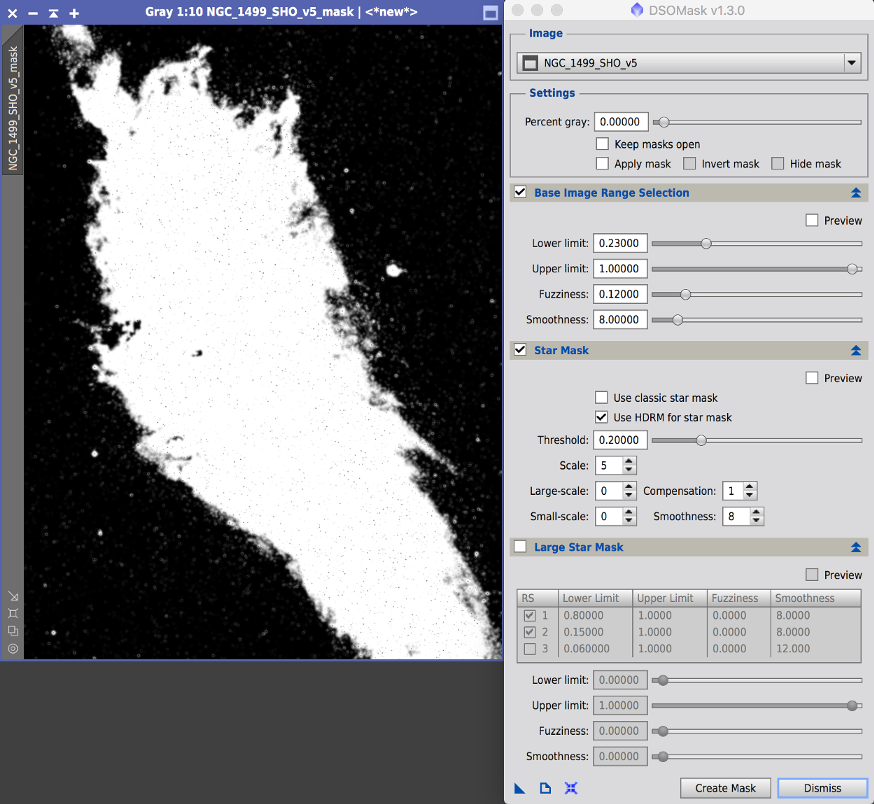 Gray 1:10 NGC_1499_SHO_v5_mask | <*new*>
NGC_1499_SHO_v5_mask
DSOMask v1.3.0
Image
NGC_1499_SHO_v5
Settings
Percent gray: 0.00000
Keep masks open
Apply mask Invert mask Hide mask
Base Image Range Selection
Preview
Lower limit: 0.23000
Upper limit: 1.00000
Fuzziness: 0.12000
Smoothness: 8.00000
Star Mask
Preview
Use classic star mask
Use HDRM for star mask
Threshold: 0.20000
Scale: 5
Large-scale: 0 Compensation: 1
Small-scale: 0 Smoothness: 8
Large Star Mask
Preview
RS Lower Limit Upper Limit Fuzziness Smoothness
1 0.80000 1.0000 0.0000 8.0000
2 0.15000 1.0000 0.0000 8.0000
3 0.060000 1.0000 0.0000 12.000
Lower limit: 0.00000
Upper limit: 1.00000
Fuzziness: 0.00000
Smoothness: 0.00000
Create Mask Dismiss